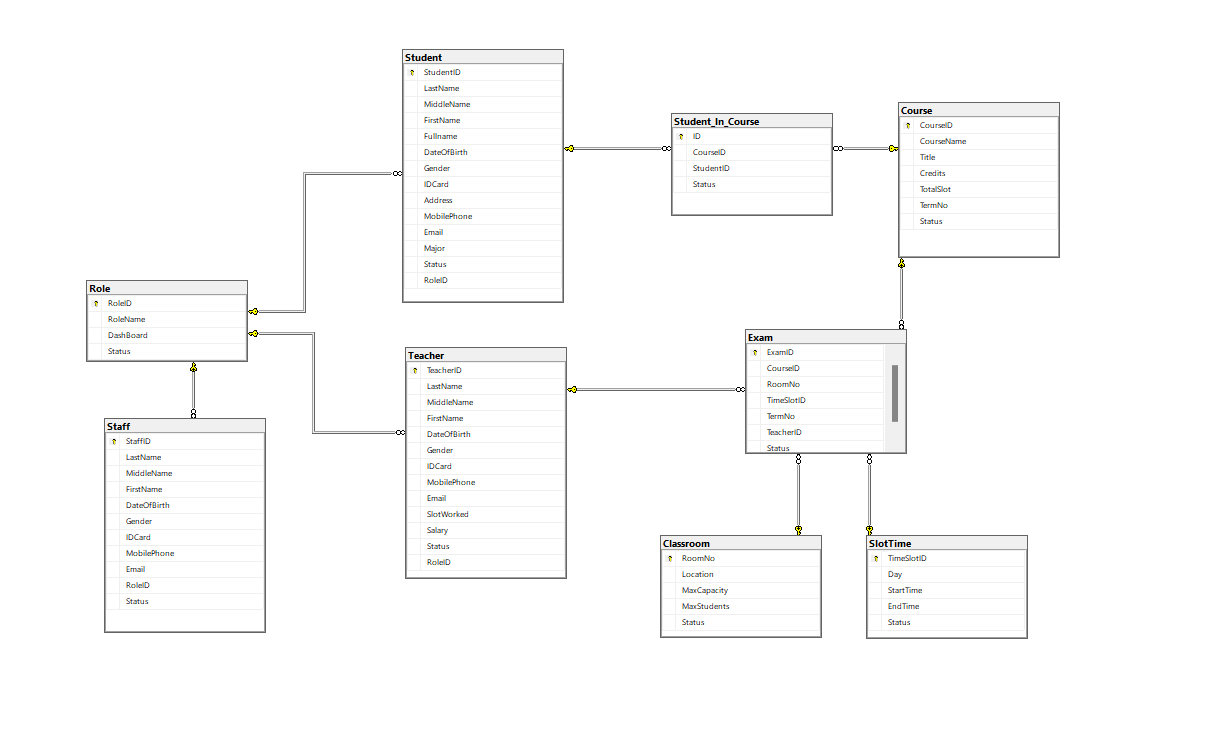 Student
StudentID
LastName
MiddleName
FirstName
Fullname
DateOfBirth
Gender
IDCard
Address
MobilePhone
Email
Major
Status
RoleID
Student_In_Course
ID
CourseID
StudentID
Status
Course
CourseID
CourseName
Title
Credits
TotalSlot
TermNo
Status
Role
RoleID
RoleName
DashBoard
Status
Teacher
TeacherID
LastName
MiddleName
FirstName
DateOfBirth
Gender
IDCard
MobilePhone
Email
SlotWorked
Salary
Status
RoleID
Exam
ExamID
CourseID
RoomNo
TimeSlotID
TermNo
TeacherID
Status
Staff
StaffID
LastName
MiddleName
FirstName
DateOfBirth
Gender
IDCard
MobilePhone
Email
RoleID
Status
Classroom
RoomNo
Location
MaxCapacity
MaxStudents
Status
SlotTime
TimeSlotID
Day
StartTime
EndTime
Status